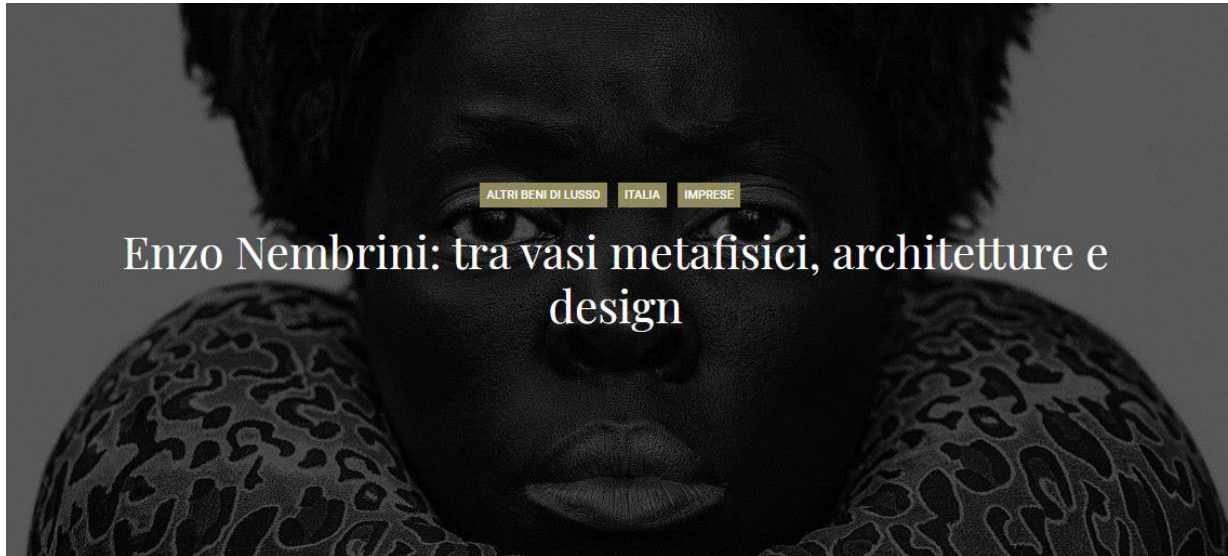 ALTRI BENI DI LUSSO ITALIA IMPRESE
Enzo Nembrini: tra vasi metafisici, architetture e
design